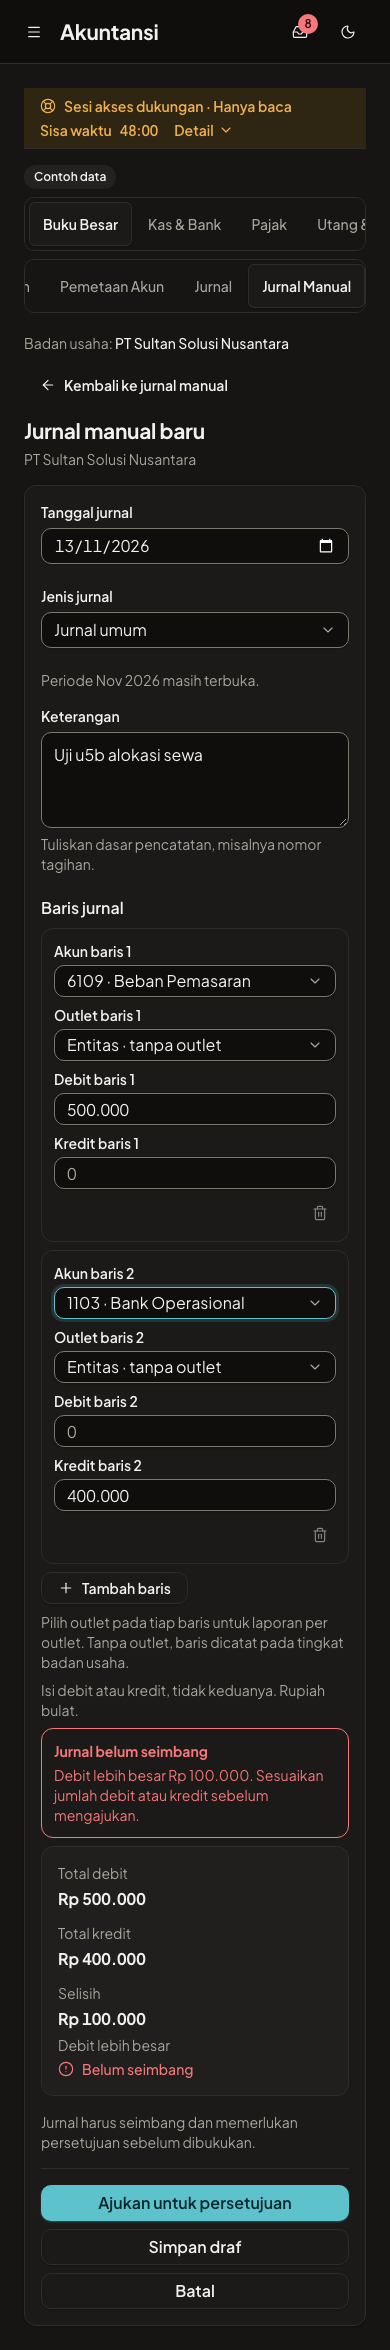 Akuntansi
8
Sesi akses dukungan · Hanya baca
Sisa waktu 48:00 Detail
Contoh data
Buku Besar Kas & Bank Pajak Utang &
Pemetaan Akun Jurnal Jurnal Manual
Badan usaha: PT Sultan Solusi Nusantara
Kembali ke jurnal manual
Jurnal manual baru
PT Sultan Solusi Nusantara
Tanggal jurnal
13/11/2026
Jenis jurnal
Jurnal umum
Periode Nov 2026 masih terbuka.
Keterangan
Uji u5b alokasi sewa
Tuliskan dasar pencatatan, misalnya nomor
tagihan.
Baris jurnal
Akun baris 1
6109 · Beban Pemasaran
Outlet baris 1
Entitas · tanpa outlet
Debit baris 1
500.000
Kredit baris 1
0
Akun baris 2
1103 · Bank Operasional
Outlet baris 2
Entitas · tanpa outlet
Debit baris 2
0
Kredit baris 2
400.000
Tambah baris
Pilih outlet pada tiap baris untuk laporan per
outlet. Tanpa outlet, baris dicatat pada tingkat
badan usaha.
Isi debit atau kredit, tidak keduanya. Rupiah
bulat.
Jurnal belum seimbang
Debit lebih besar Rp 100.000. Sesuaikan
jumlah debit atau kredit sebelum
mengajukan.
Total debit
Rp 500.000
Total kredit
Rp 400.000
Selisih
Rp 100.000
Debit lebih besar
Belum seimbang
Jurnal harus seimbang dan memerlukan
persetujuan sebelum dibukukan.
Ajukan untuk persetujuan
Simpan draf
Batal